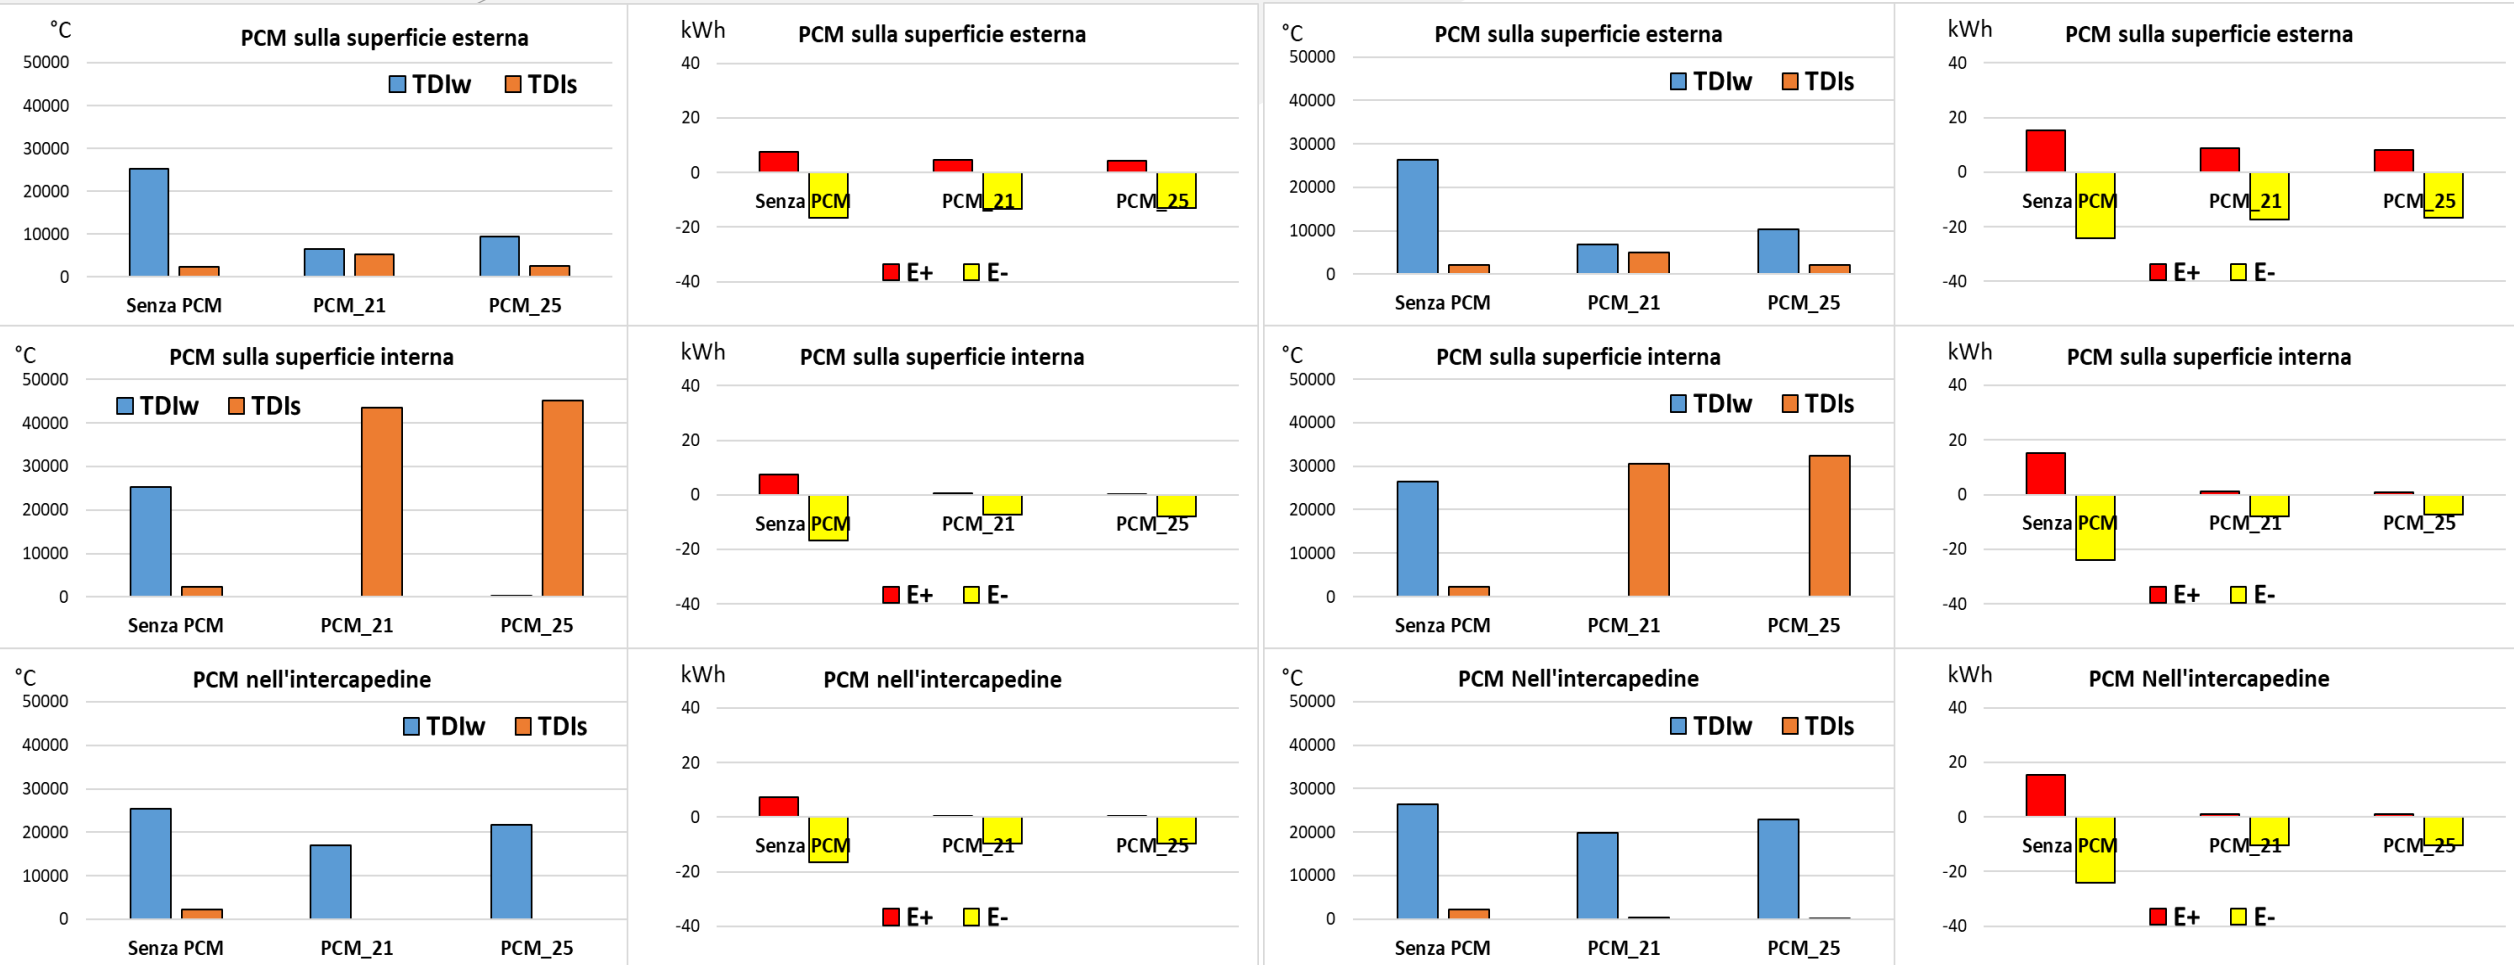 °C
PCM sulla superficie esterna
TDIw TDIs
50000
40000
30000
20000
10000
0
Senza PCM PCM_21 PCM_25
kWh
PCM sulla superficie esterna
40
20
0
-20
-40
Senza PCM PCM_21 PCM_25
E+ E-
°C
PCM sulla superficie esterna
TDIw TDIs
50000
40000
30000
20000
10000
0
Senza PCM PCM_21 PCM_25
kWh
PCM sulla superficie esterna
40
20
0
-20
-40
Senza PCM PCM_21 PCM_25
E+ E-
°C
PCM sulla superficie interna
TDIw TDIs
50000
40000
30000
20000
10000
0
Senza PCM PCM_21 PCM_25
kWh
PCM sulla superficie interna
40
20
0
-20
-40
Senza PCM PCM_21 PCM_25
E+ E-
°C
PCM sulla superficie interna
TDIw TDIs
50000
40000
30000
20000
10000
0
Senza PCM PCM_21 PCM_25
kWh
PCM sulla superficie interna
40
20
0
-20
-40
Senza PCM PCM_21 PCM_25
E+ E-
°C
PCM nell'intercapedine
TDIw TDIs
50000
40000
30000
20000
10000
0
Senza PCM PCM_21 PCM_25
kWh
PCM nell'intercapedine
40
20
0
-20
-40
Senza PCM PCM_21 PCM_25
E+ E-
°C
PCM Nell'intercapedine
TDIw TDIs
50000
40000
30000
20000
10000
0
Senza PCM PCM_21 PCM_25
kWh
PCM Nell'intercapedine
40
20
0
-20
-40
Senza PCM PCM_21 PCM_25
E+ E-